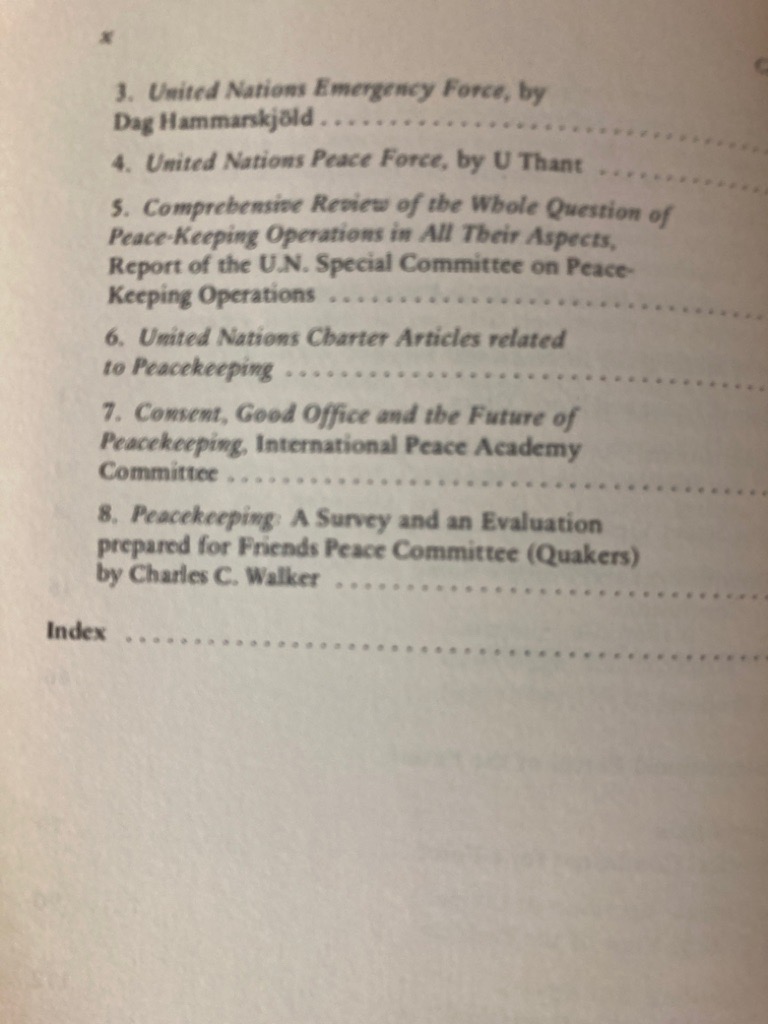 x
3. United Nations Emergency Force, by
Dag Hammarskjöld ..............................
4. United Nations Peace Force, by U Thant .............
5. Comprehensive Review of the Whole Question of
Peace-Keeping Operations in All Their Aspects,
Report of the U.N. Special Committee on Peace-
Keeping Operations ..............................
6. United Nations Charter Articles related
to Peacekeeping ..................................
7. Consent, Good Office and the Future of
Peacekeeping, International Peace Academy
Committee .......................................
8. Peacekeeping: A Survey and an Evaluation
prepared for Friends Peace Committee (Quakers)
by Charles C. Walker ..............................
Index ..............................................